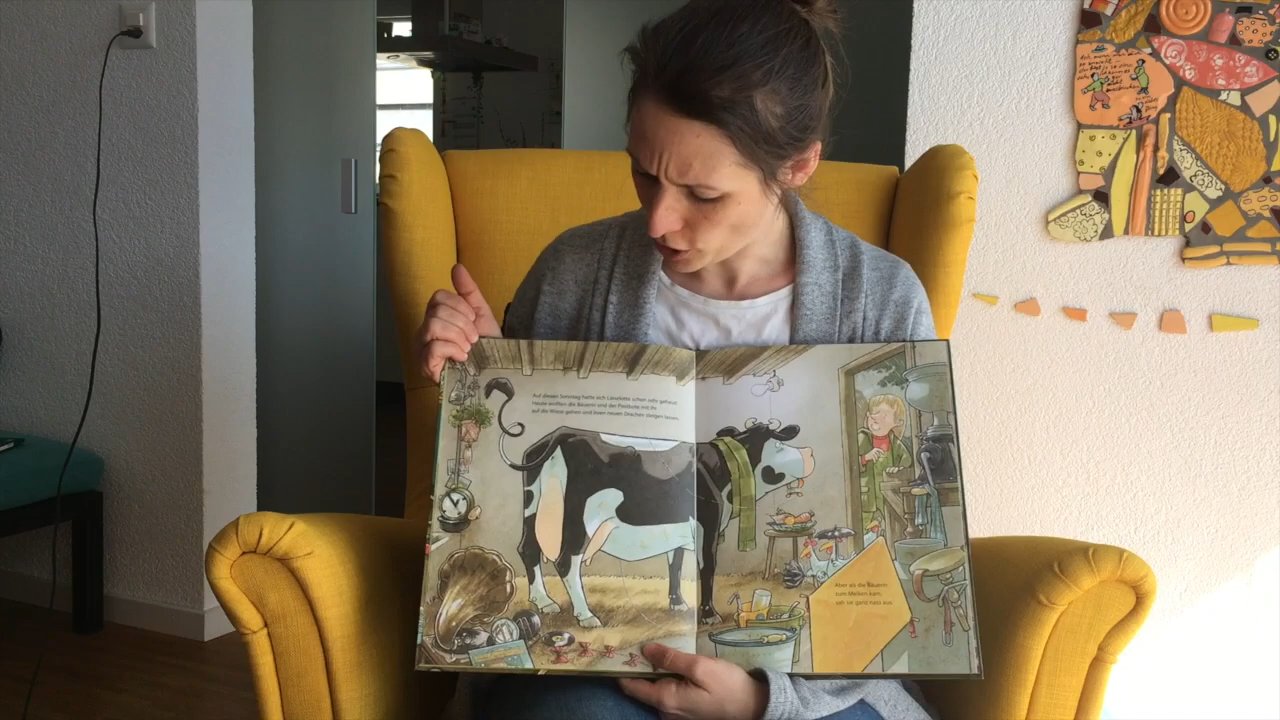 Auf diesen Sonntag hatte sich Lieselotte schon sehr gefreut.
Heute wollten die Bäuerin und der Postbote mit ihr
auf die Wiese gehen und ihren neuen Drachen steigen lassen.
Aber als die Bäuerin
zum Melken kam,
sah sie ganz nass aus.